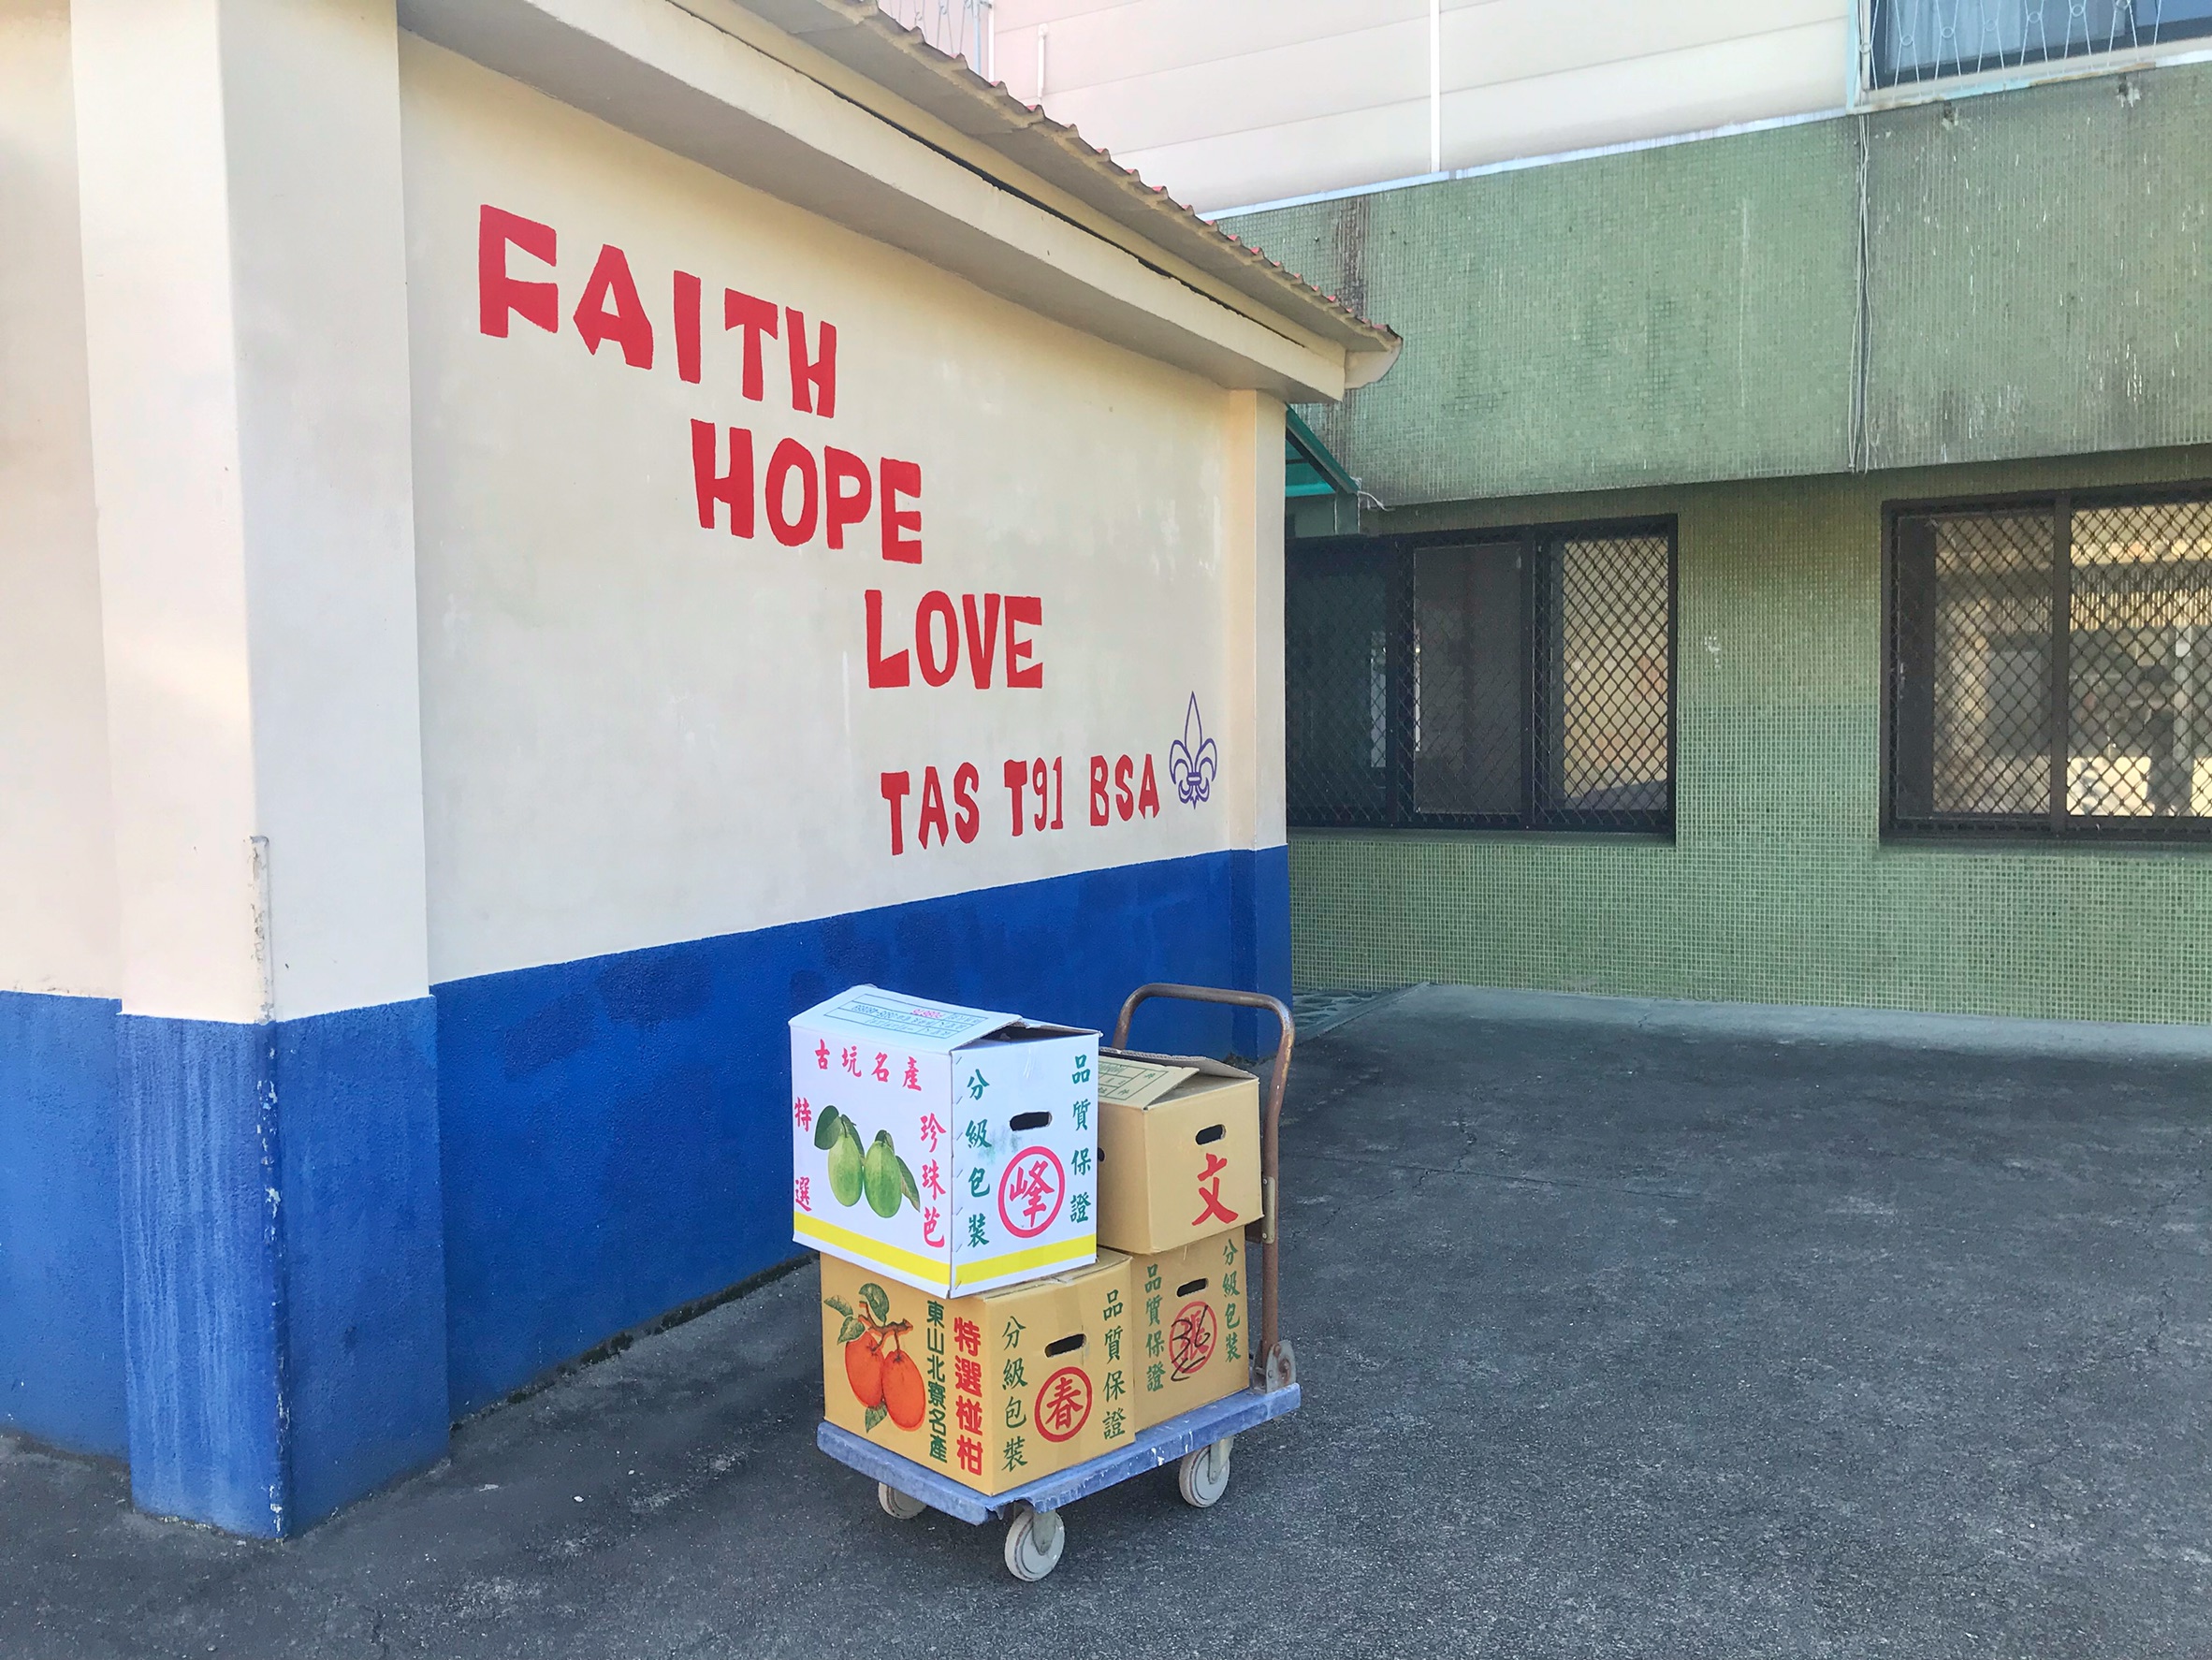 FAITH
HOPE
LOVE
TAS T91 BSA
古坑名產
特選
珍珠芭
分級包裝
峰
品質保證
文
東山北寮名產
特選椪柑
分級包裝
春
品質保證
品質保證
36
分級包裝